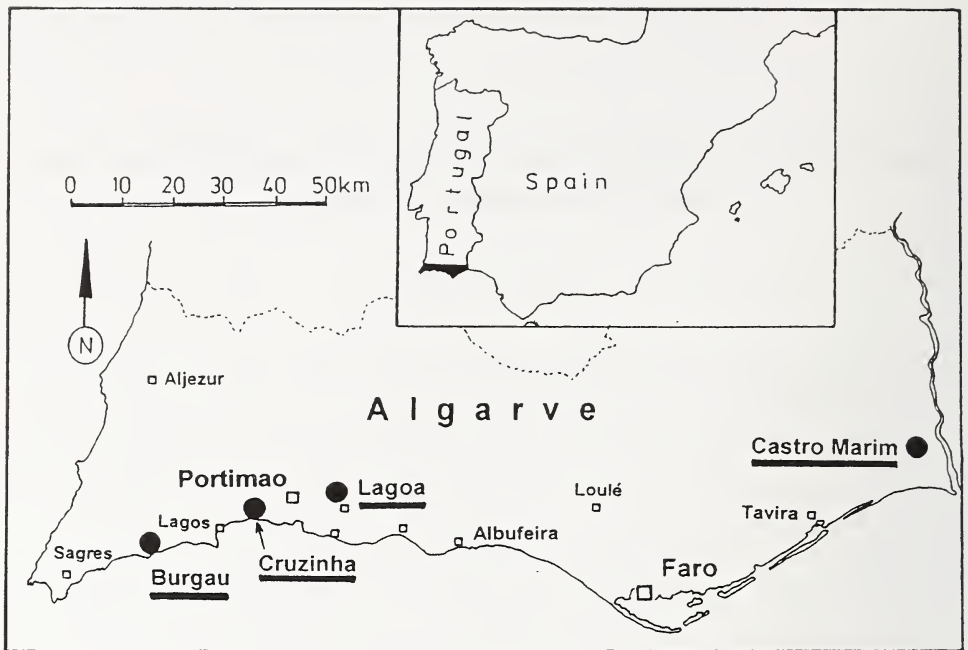 Portugal
Spain
0 10 20 30 40 50km
N
Aljezur
Algarve
Castro Marim
Portimao
Lagoa
Loulé
Lagos
Tavira
Albufeira
Sagres
Cruzinha
Faro
Burgau